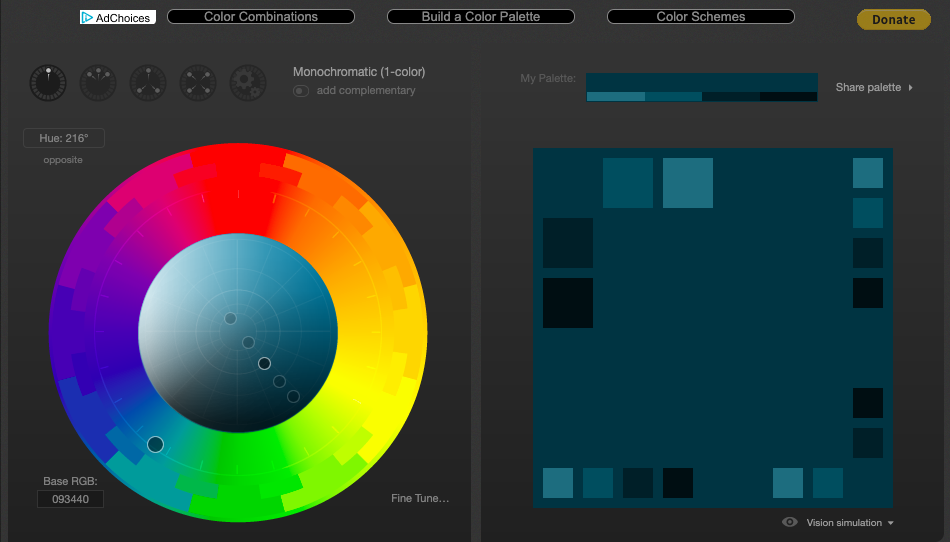 AdChoices
Color Combinations
Build a Color Palette
Color Schemes
Donate
Monochromatic (1-color)
add complementary
My Palette:
Share palette
Hue: 216°
opposite
Base RGB:
093440
Fine Tune…
Vision simulation